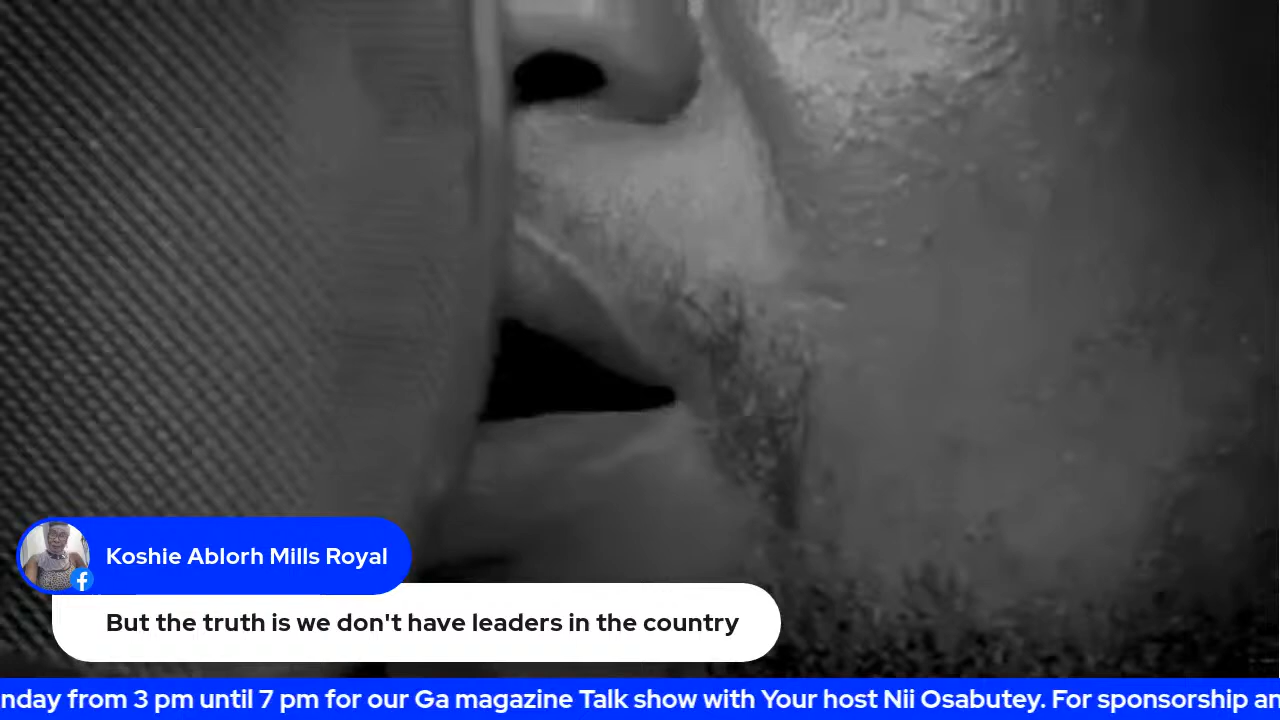 Koshie Ablorh Mills Royal
But the truth is we don't have leaders in the country
nday from 3 pm until 7 pm for our Ga magazine Talk show with Your host Nii Osabutey. For sponsorship an